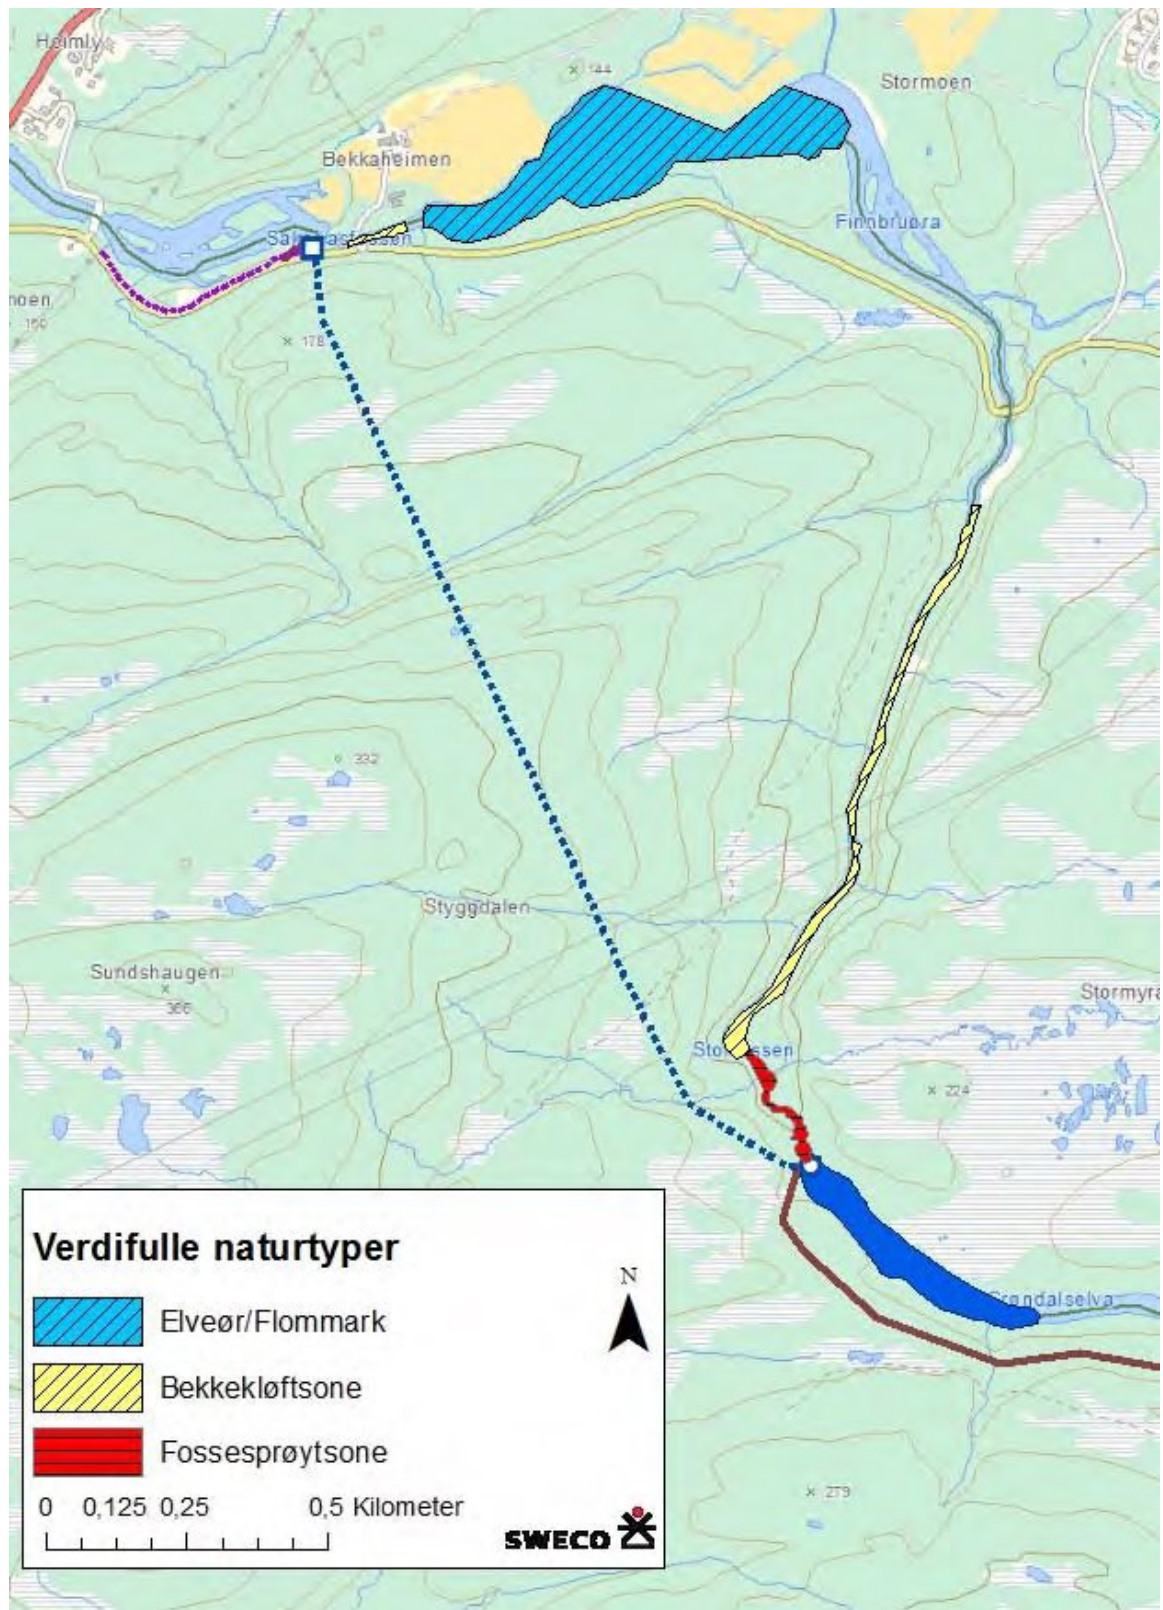 Heimly
144
Stormoen
Bekkaheimen
Finnbruøra
178
332
Styggdalen
Sundshaugen
366
Stormyra
224
Grøndalselva
Verdifulle naturtyper
N
Elveør/Flommark
Bekkekløftsone
Fossesprøytsone
0 0,125 0,25 0,5 Kilometer
279
SWECO